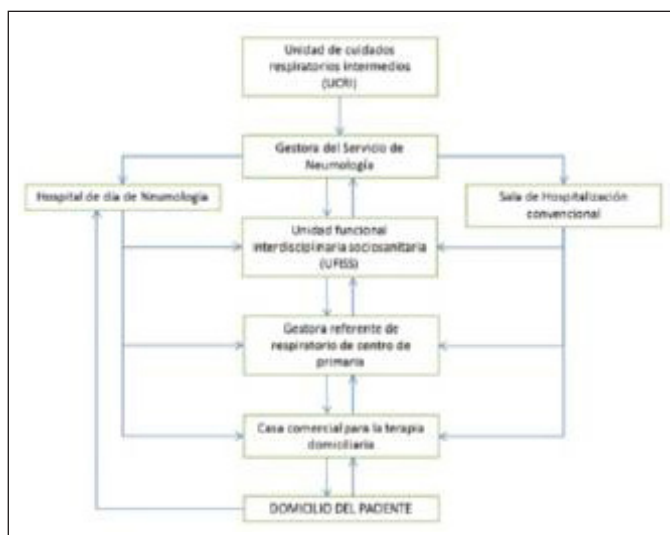 Unidad de cuidados
respiratorios intermedios
(UCRI)
Gestora del Servicio de
Neumología
Hospital de día de Neumología
Sala de Hospitalización
convencional
Unidad funcional
interdisciplinaria sociosanitaria
(UFISS)
Gestora referente de
respiratorio de centro de
primaria
Casa comercial para la terapia
domiciliaria
DOMICILIO DEL PACIENTE